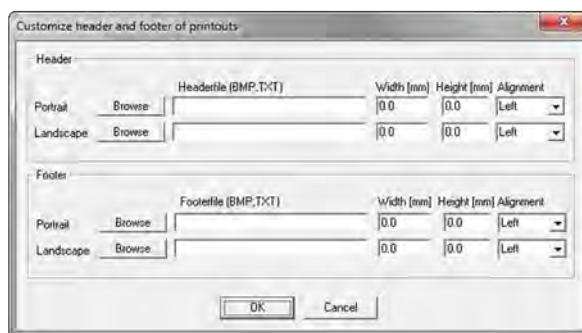 Customize header and footer of printouts
Header
Headerfile (BMP,TXT) Width [mm] Height [mm] Alignment
Portrait Browse 0.0 0.0 Left
Landscape Browse 0.0 0.0 Left
Footer
Footerfile (BMP,TXT) Width [mm] Height [mm] Alignment
Portrait Browse 0.0 0.0 Left
Landscape Browse 0.0 0.0 Left
OK Cancel